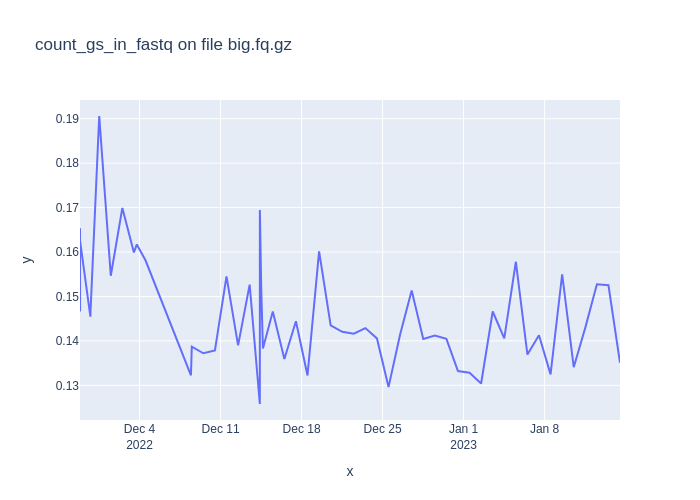 count_gs_in_fastq on file big.fq.gz
0.19
0.18
0.17
0.16
0.15
0.14
0.13
y
Dec 4
2022
Dec 11
Dec 18
Dec 25
Jan 1
2023
Jan 8
x